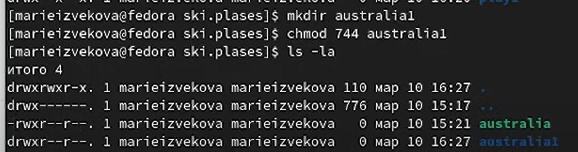 [marieizvekova@fedora ski.plases]$ mkdir australia1
[marieizvekova@fedora ski.plases]$ chmod 744 australia1
[marieizvekova@fedora ski.plases]$ ls -la
итого 4
drwxrwxr-x. 1 marieizvekova marieizvekova 110 мар 10 16:27 .
drwx------. 1 marieizvekova marieizvekova 776 мар 10 15:17 ..
-rwxr--r--. 1 marieizvekova marieizvekova   0 мар 10 15:21 australia
drwxr--r--. 1 marieizvekova marieizvekova   0 мар 10 16:27 australia1